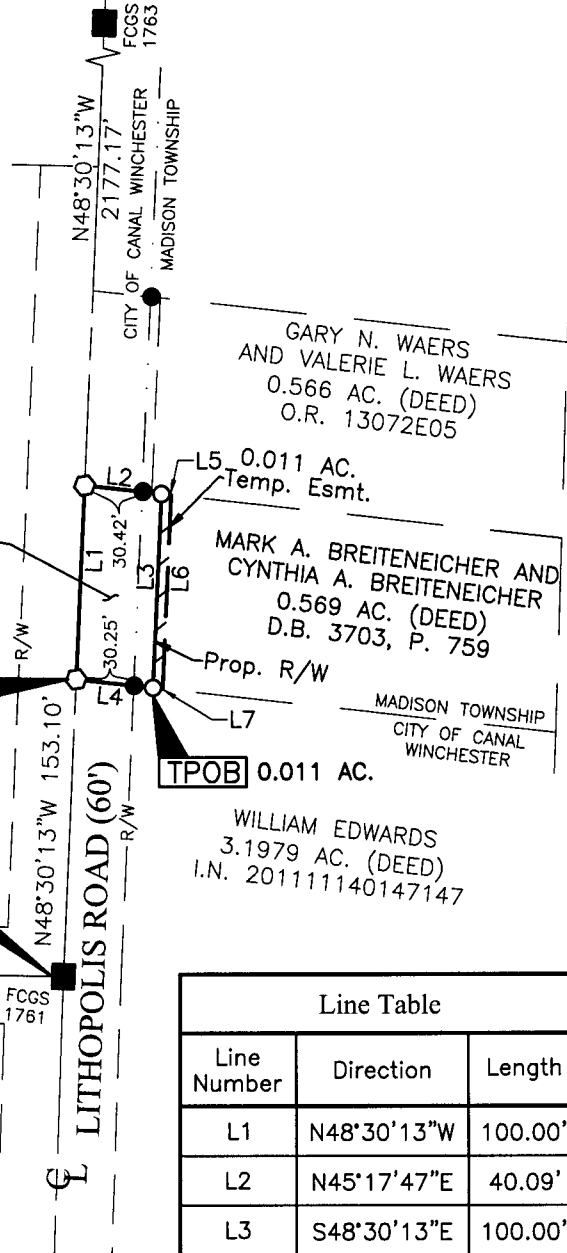 FCGS
1763
N48°30'13"W
2177.17'
CITY OF CANAL WINCHESTER
MADISON TOWNSHIP
GARY N. WAERS
AND VALERIE L. WAERS
0.566 AC. (DEED)
O.R. 13072E05
L5 0.011 AC.
Temp. Esmt.
L2
30.42'
L1
L3
L6
MARK A. BREITENEICHER AND
CYNTHIA A. BREITENEICHER
0.569 AC. (DEED)
D.B. 3703, P. 759
R/W
30.25'
Prop. R/W
L4
L7
MADISON TOWNSHIP
CITY OF CANAL
WINCHESTER
TPOB 0.011 AC.
N48°30'13"W 153.10'
R/W
WILLIAM EDWARDS
3.1979 AC. (DEED)
I.N. 201111140147147
LITHOPOLIS ROAD (60')
FCGS
1761
CL
Line Table
Line Number Direction Length
L1 N48°30'13"W 100.00'
L2 N45°17'47"E 40.09'
L3 S48°30'13"E 100.00'